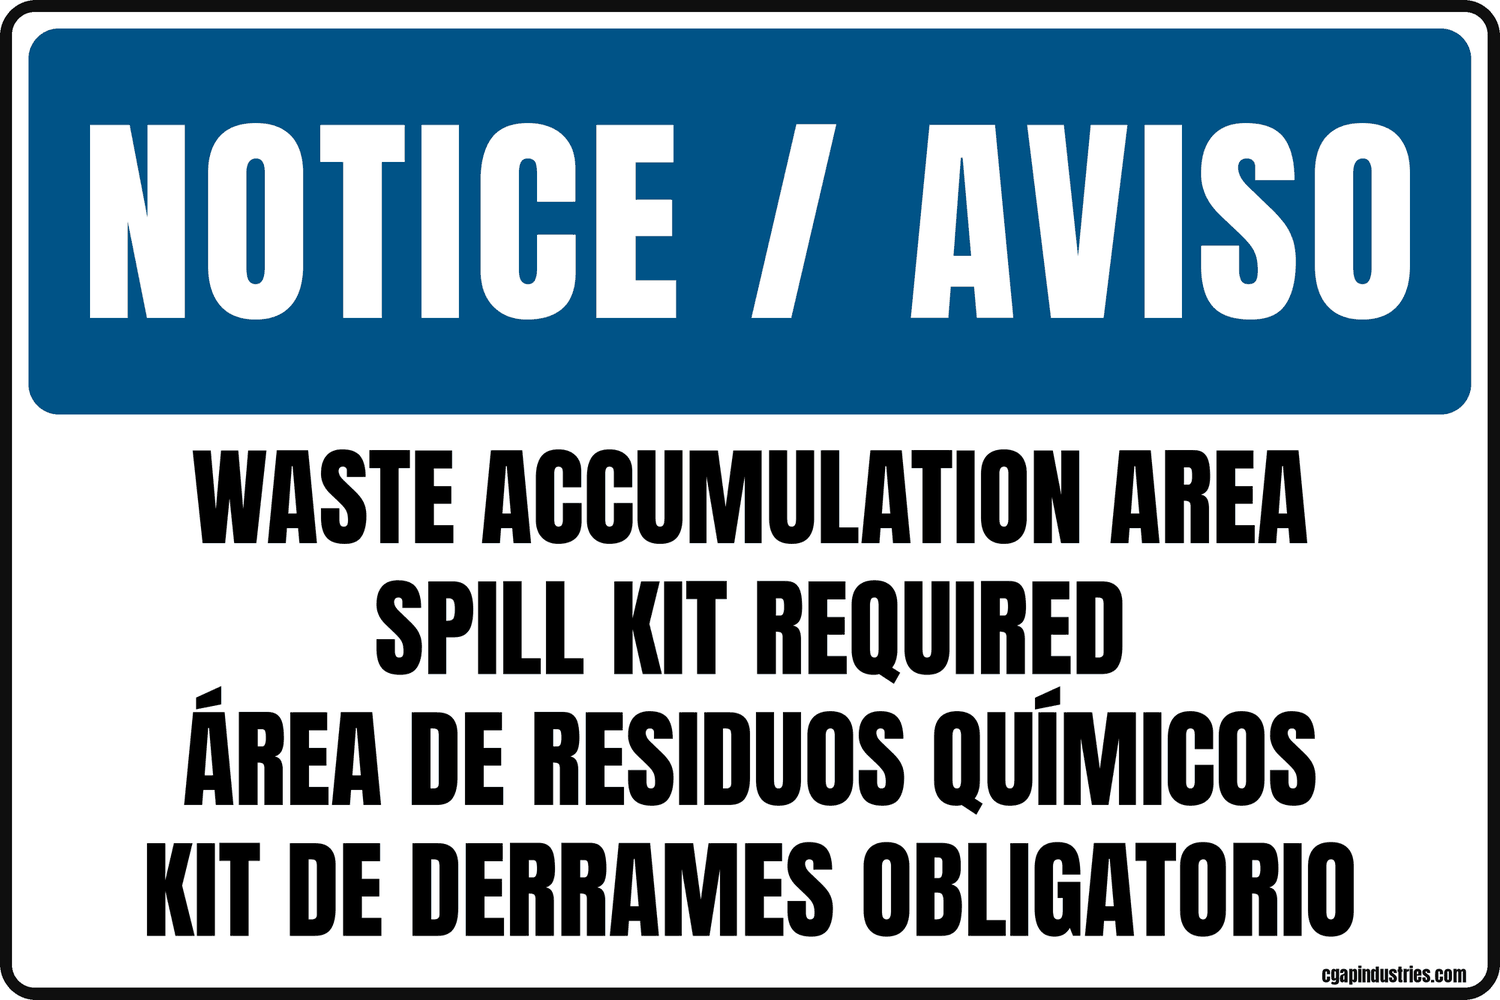 NOTICE / AVISO
WASTE ACCUMULATION AREA
SPILL KIT REQUIRED
ÁREA DE RESIDUOS QUÍMICOS
KIT DE DERRAMES OBLIGATORIO
cgapindustries.com